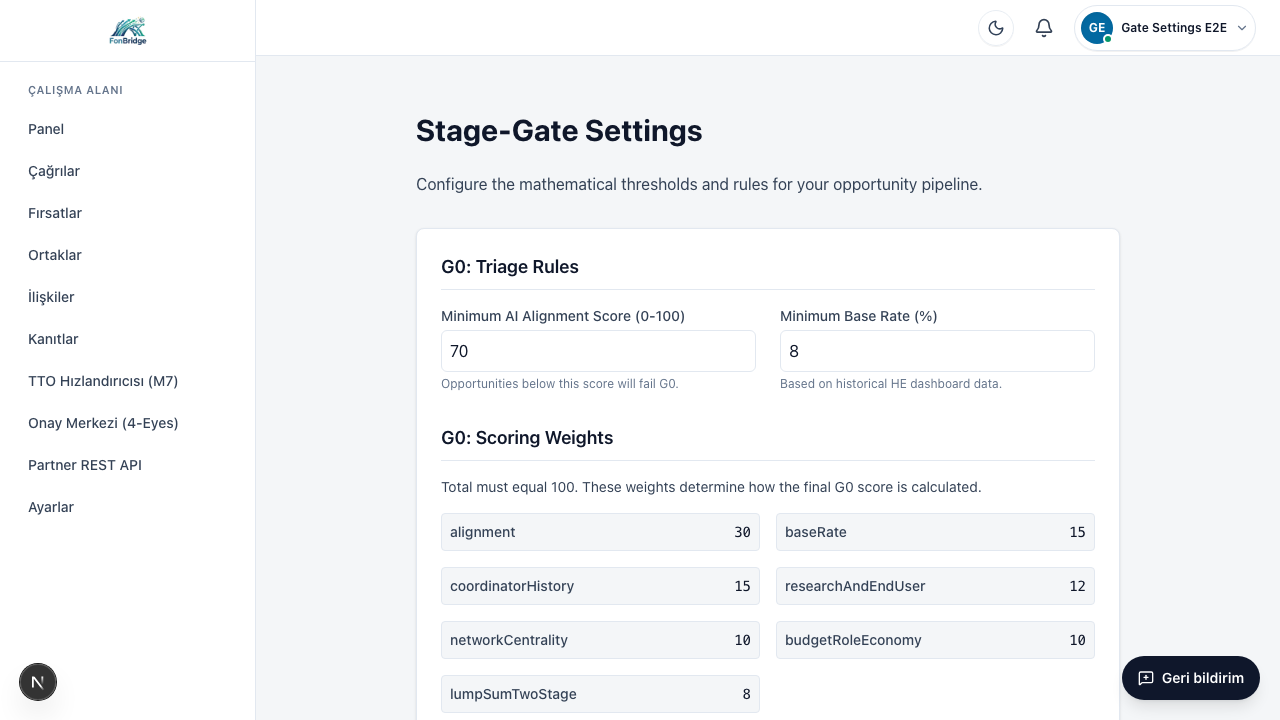 FonBridge
GE
Gate Settings E2E
ÇALIŞMA ALANI
Panel
Çağrılar
Fırsatlar
Ortaklar
İlişkiler
Kanıtlar
TTO Hızlandırıcısı (M7)
Onay Merkezi (4-Eyes)
Partner REST API
Ayarlar
N
Stage-Gate Settings
Configure the mathematical thresholds and rules for your opportunity pipeline.
G0: Triage Rules
Minimum AI Alignment Score (0-100)
70
Opportunities below this score will fail G0.
Minimum Base Rate (%)
8
Based on historical HE dashboard data.
G0: Scoring Weights
Total must equal 100. These weights determine how the final G0 score is calculated.
alignment 30
baseRate 15
coordinatorHistory 15
researchAndEndUser 12
networkCentrality 10
budgetRoleEconomy 10
lumpSumTwoStage 8
Geri bildirim